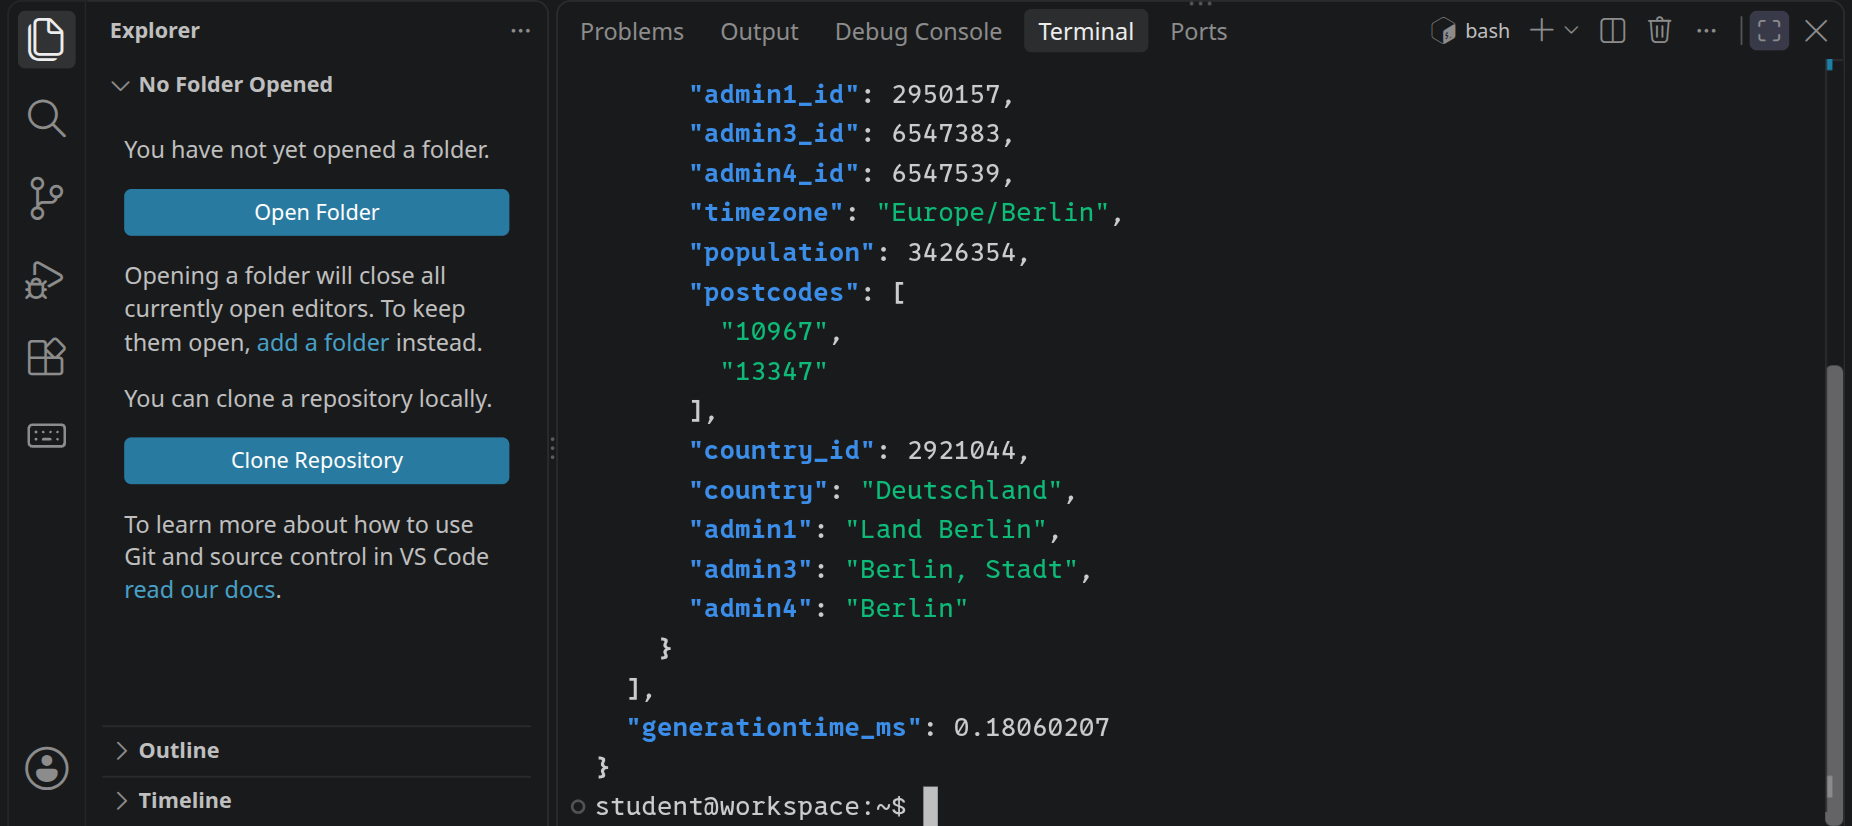 Explorer
No Folder Opened
You have not yet opened a folder.
Open Folder
Opening a folder will close all
currently open editors. To keep
them open, add a folder instead.
You can clone a repository locally.
Clone Repository
To learn more about how to use
Git and source control in VS Code
read our docs.
Outline
Timeline
Problems Output Debug Console Terminal Ports
bash
"admin1_id": 2950157,
"admin3_id": 6547383,
"admin4_id": 6547539,
"timezone": "Europe/Berlin",
"population": 3426354,
"postcodes": [
"10967",
"13347"
],
"country_id": 2921044,
"country": "Deutschland",
"admin1": "Land Berlin",
"admin3": "Berlin, Stadt",
"admin4": "Berlin"
}
],
"generationtime_ms": 0.18060207
}
student@workspace:~$